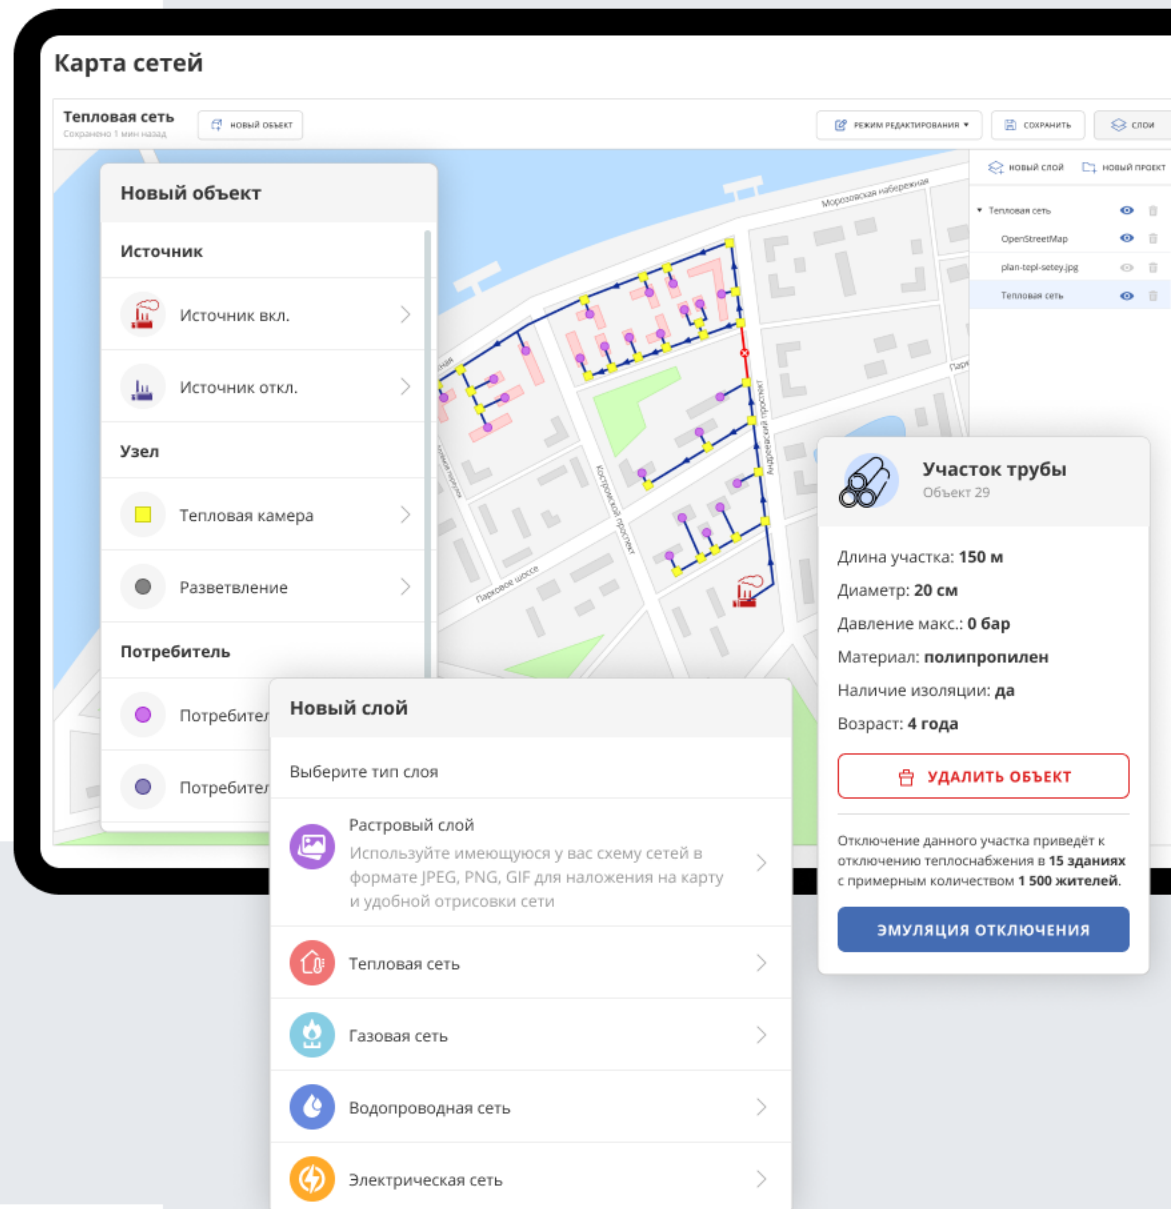 Карта сетей
Тепловая сеть
Сохранено 1 мин назад
НОВЫЙ ОБЪЕКТ
РЕЖИМ РЕДАКТИРОВАНИЯ
СОХРАНИТЬ
СЛОИ
НОВЫЙ СЛОЙ
НОВЫЙ ПРОЕКТ
Тепловая сеть
OpenStreetMap
plan-tepl-setey.jpg
Тепловая сеть
Новый объект
Источник
Источник вкл.
Источник откл.
Узел
Тепловая камера
Разветвление
Потребитель
Потребител
Потребител
Морозовская набережная
Андреевский проспект
Костромской проспект
Парковое шоссе
Парк
Участок трубы
Объект 29
Длина участка: 150 м
Диаметр: 20 см
Давление макс.: 0 бар
Материал: полипропилен
Наличие изоляции: да
Возраст: 4 года
УДАЛИТЬ ОБЪЕКТ
Отключение данного участка приведёт к
отключению теплоснабжения в 15 зданиях
с примерным количеством 1 500 жителей.
ЭМУЛЯЦИЯ ОТКЛЮЧЕНИЯ
Новый слой
Выберите тип слоя
Растровый слой
Используйте имеющуюся у вас схему сетей в
формате JPEG, PNG, GIF для наложения на карту
и удобной отрисовки сети
Тепловая сеть
Газовая сеть
Водопроводная сеть
Электрическая сеть